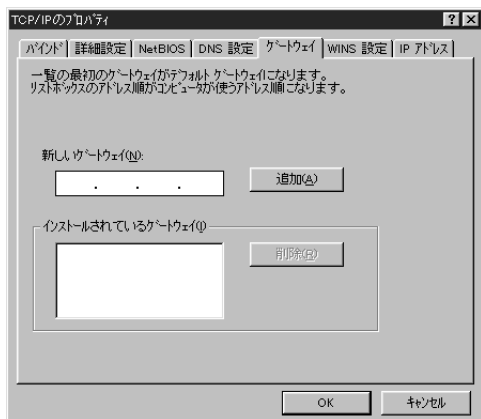 TCP/IPのプロパティ
バインド 詳細設定 NetBIOS DNS 設定 ゲートウェイ WINS 設定 IP アドレス
一覧の最初のゲートウェイがデフォルト ゲートウェイになります。
リストボックスのアドレス順がコンピュータが使うアドレス順になります。
新しいゲートウェイ(N):
. . .
追加(A)
インストールされているゲートウェイ(I)
削除(R)
OK キャンセル